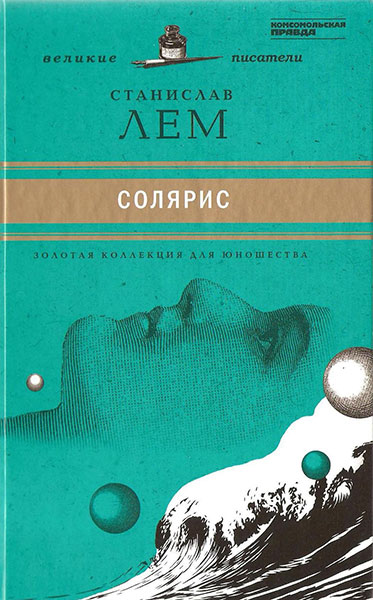 КОМСОМОЛЬСКАЯ
ПРАВДА
великие писатели
СТАНИСЛАВ
ЛЕМ
СОЛЯРИС
ЗОЛОТАЯ КОЛЛЕКЦИЯ ДЛЯ ЮНОШЕСТВА